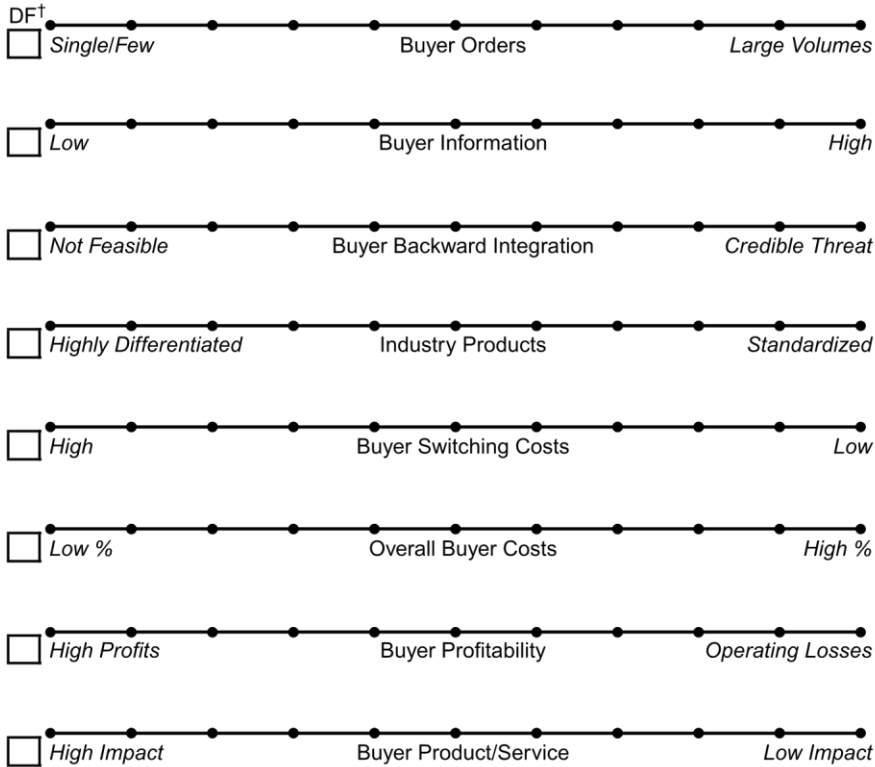 DF†
Single/Few Buyer Orders Large Volumes
Low Buyer Information High
Not Feasible Buyer Backward Integration Credible Threat
Highly Differentiated Industry Products Standardized
High Buyer Switching Costs Low
Low % Overall Buyer Costs High %
High Profits Buyer Profitability Operating Losses
High Impact Buyer Product/Service Low Impact